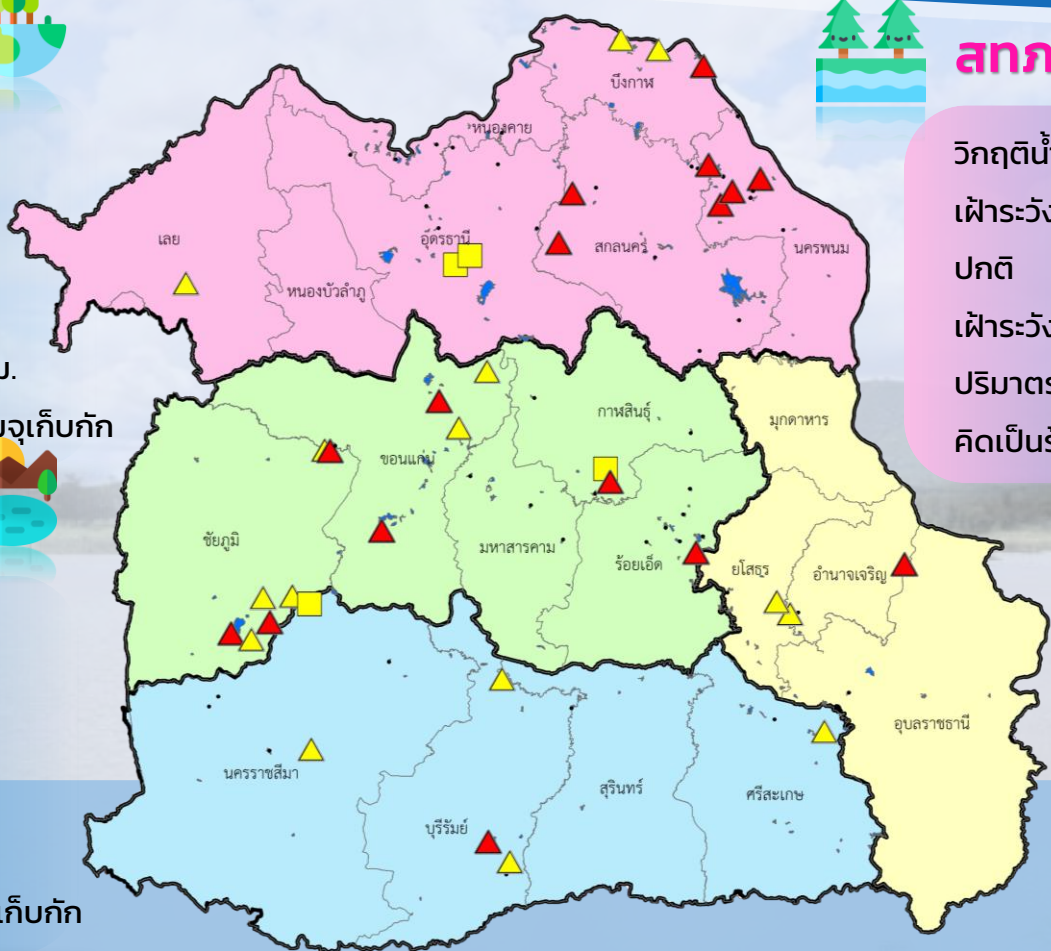 สทภ
วิกฤติน้ำ
เฝ้าระวัง
ปกติ
เฝ้าระวัง
ปริมาตร
คิดเป็นร้
ม.
จุเก็บกัก
เก็บกัก
บึงกาฬ
หนองคาย
เลย
อุดรธานี
สกลนคร
นครพนม
หนองบัวลำภู
กาฬสินธุ์
มุกดาหาร
ขอนแก่น
ชัยภูมิ
มหาสารคาม
ร้อยเอ็ด
ยโสธร
อำนาจเจริญ
อุบลราชธานี
นครราชสีมา
สุรินทร์
ศรีสะเกษ
บุรีรัมย์